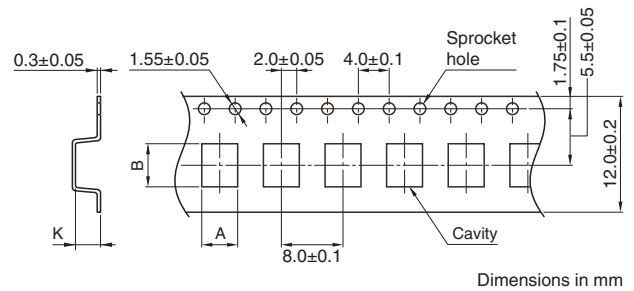 0.3±0.05
1.55±0.05
2.0±0.05
4.0±0.1
Sprocket
hole
1.75±0.1
5.5±0.05
12.0±0.2
B
K
A
8.0±0.1
Cavity
Dimensions in mm